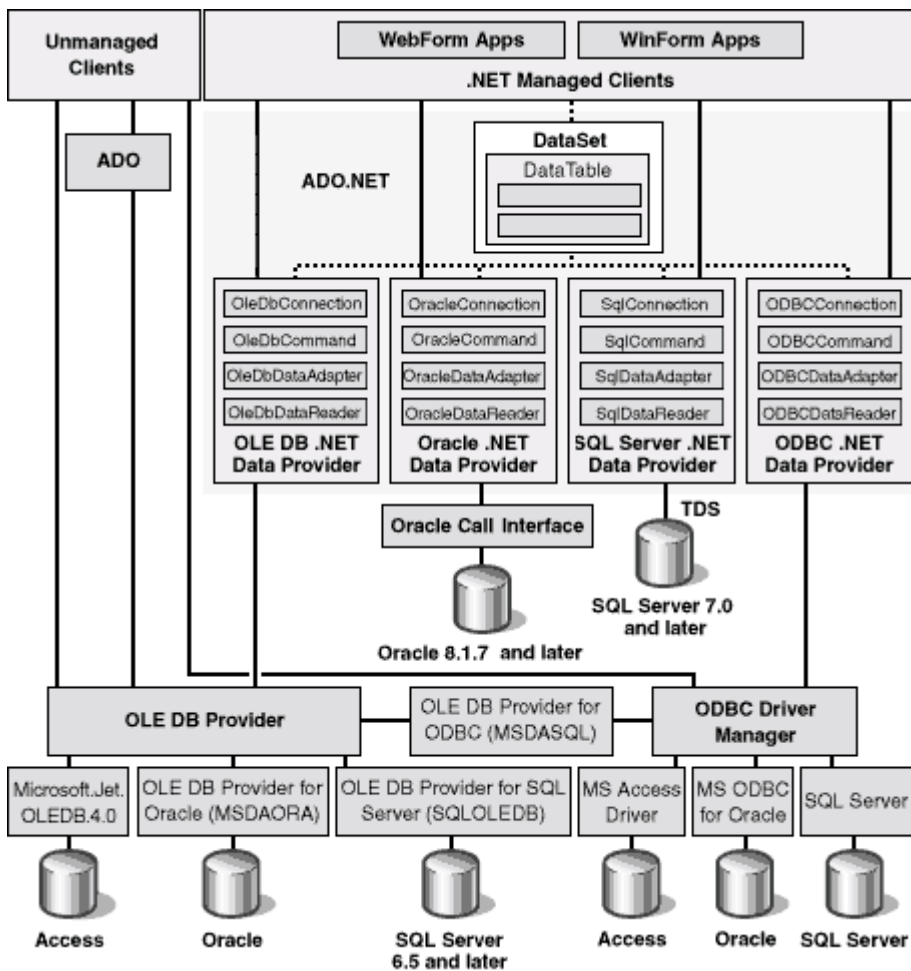 Unmanaged
Clients
WebForm Apps
WinForm Apps
.NET Managed Clients
ADO
ADO.NET
DataSet
DataTable
OleDbConnection
OleDbCommand
OleDbDataAdapter
OleDbDataReader
OLE DB .NET
Data Provider
OracleConnection
OracleCommand
OracleDataAdapter
OracleDataReader
Oracle .NET
Data Provider
SqlConnection
SqlCommand
SqlDataAdapter
SqlDataReader
SQL Server .NET
Data Provider
ODBCConnection
ODBCCommand
ODBCDataAdapter
ODBCDataReader
ODBC .NET
Data Provider
Oracle Call Interface
TDS
SQL Server 7.0
and later
Oracle 8.1.7 and later
OLE DB Provider
OLE DB Provider for
ODBC (MSDASQL)
ODBC Driver
Manager
Microsoft.Jet.
OLEDB.4.0
OLE DB Provider for
Oracle (MSDAORA)
OLE DB Provider for SQL
Server (SQLOLEDB)
MS Access
Driver
MS ODBC
for Oracle
SQL Server
Access
Oracle
SQL Server
6.5 and later
Access
Oracle
SQL Server